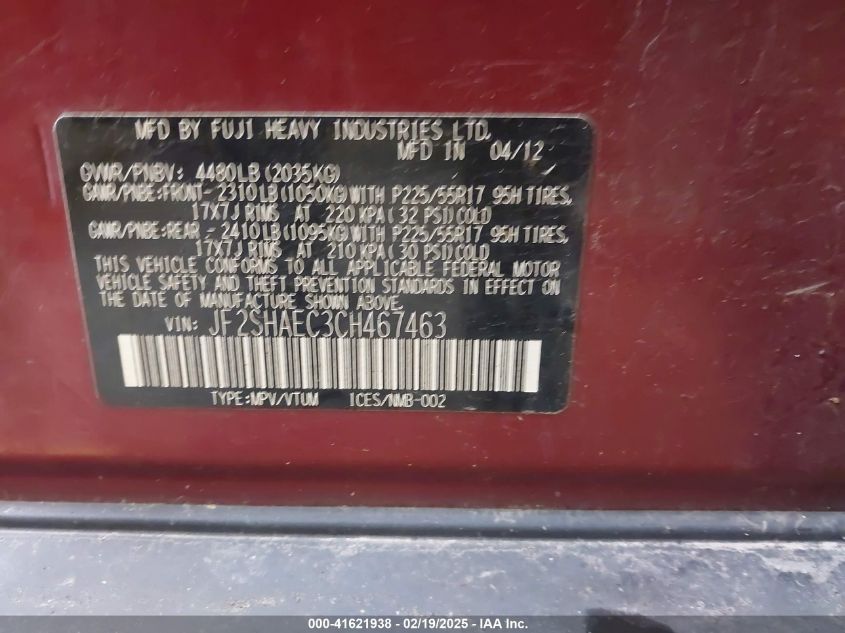 MFD BY FUJI HEAVY INDUSTRIES LTD.
MFD IN 04/12
GVWR/PNBV: 4480LB(2035KG)
GAWR/PNBE:FRONT-2310LB(1050KG)WITH P225/55R17 95H TIRES,
17X7J RIMS AT 220 KPA(32 PSI)COLD
GAWR/PNBE:REAR -2410LB(1095KG)WITH P225/55R17 95H TIRES,
17X7J RIMS AT 210 KPA(30 PSI)COLD
THIS VEHICLE CONFORMS TO ALL APPLICABLE FEDERAL MOTOR
VEHICLE SAFETY AND THEFT PREVENTION STANDARDS IN EFFECT ON
THE DATE OF MANUFACTURE SHOWN ABOVE.
VIN: JF2SHAEC3CH467463
TYPE:MPV/VTUM ICES/NMB-002
000-41621938 - 02/19/2025 - IAA Inc.